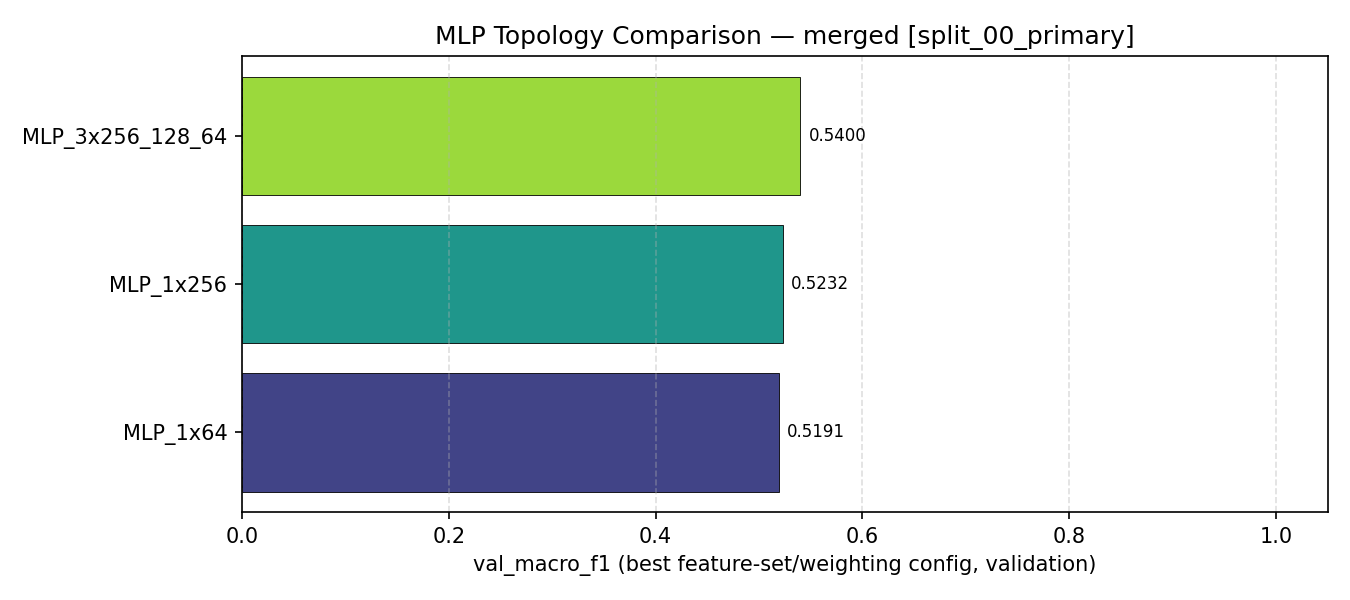 MLP Topology Comparison — merged [split_00_primary]
MLP_3x256_128_64
0.5400
MLP_1x256
0.5232
MLP_1x64
0.5191
0.0 0.2 0.4 0.6 0.8 1.0
val_macro_f1 (best feature-set/weighting config, validation)